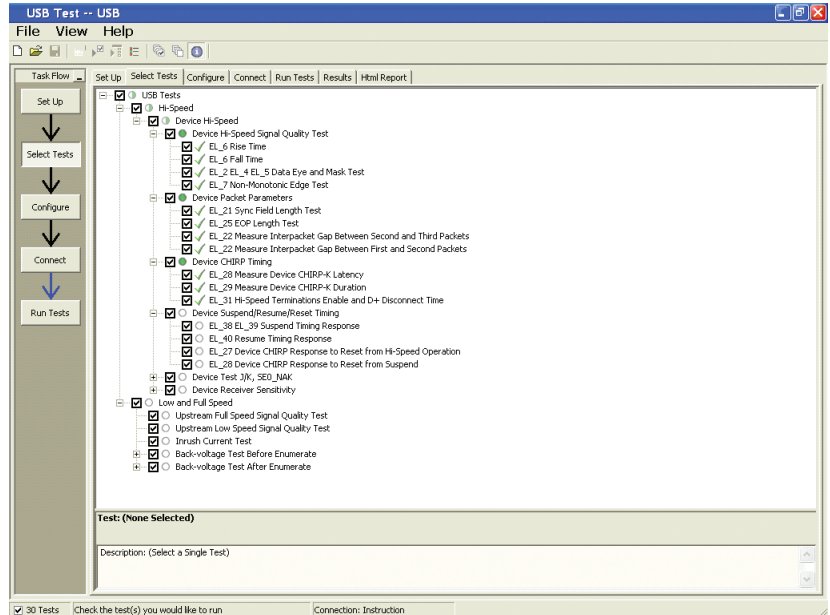 USB Test -- USB
File View Help
Task Flow
Set Up
Select Tests
Configure
Connect
Run Tests
Set Up Select Tests Configure Connect Run Tests Results Html Report
USB Tests
Hi-Speed
Device Hi-Speed
Device Hi-Speed Signal Quality Test
EL_6 Rise Time
EL_6 Fall Time
EL_2 EL_4 EL_5 Data Eye and Mask Test
EL_7 Non-Monotonic Edge Test
Device Packet Parameters
EL_21 Sync Field Length Test
EL_25 EOP Length Test
EL_22 Measure Interpacket Gap Between Second and Third Packets
EL_22 Measure Interpacket Gap Between First and Second Packets
Device CHIRP Timing
EL_28 Measure Device CHIRP-K Latency
EL_29 Measure Device CHIRP-K Duration
EL_31 Hi-Speed Terminations Enable and D+ Disconnect Time
Device Suspend/Resume/Reset Timing
EL_38 EL_39 Suspend Timing Response
EL_40 Resume Timing Response
EL_27 Device CHIRP Response to Reset from Hi-Speed Operation
EL_28 Device CHIRP Response to Reset from Suspend
Device Test J/K, SE0_NAK
Device Receiver Sensitivity
Low and Full Speed
Upstream Full Speed Signal Quality Test
Upstream Low Speed Signal Quality Test
Inrush Current Test
Back-voltage Test Before Enumerate
Back-voltage Test After Enumerate
Test: (None Selected)
Description: (Select a Single Test)
30 Tests Check the test(s) you would like to run Connection: Instruction